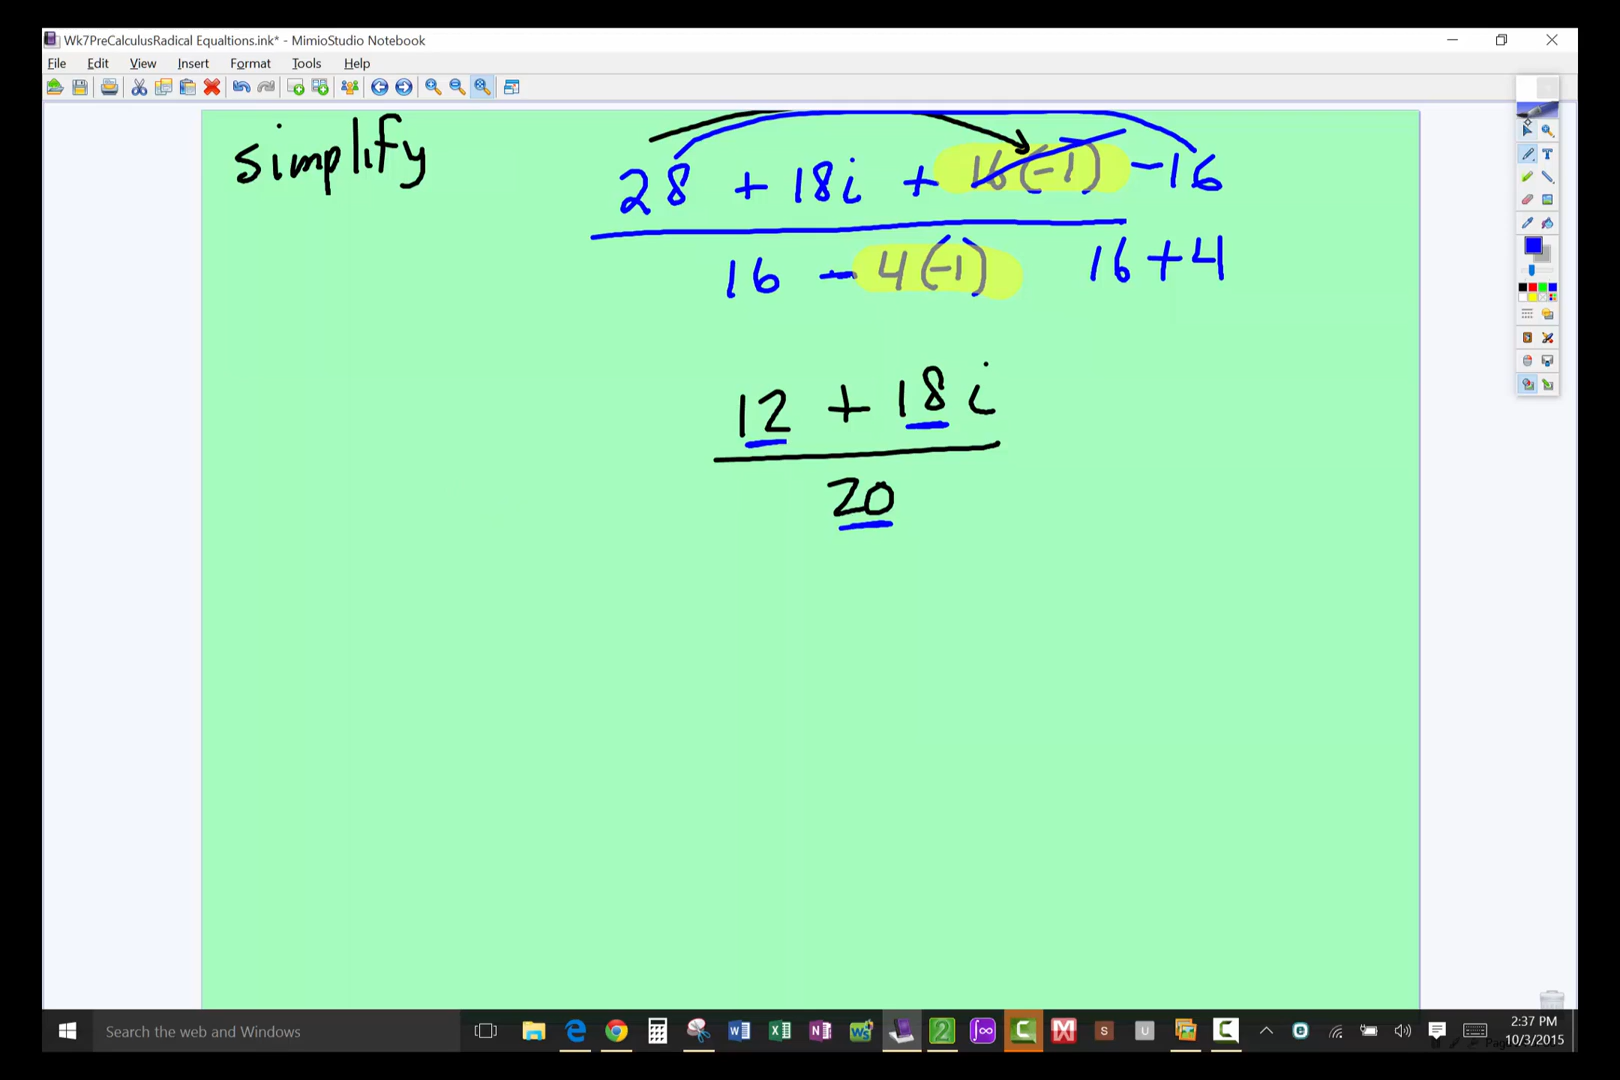 Wk7PreCalculusRadical Equaltions.ink* - MimioStudio Notebook
File Edit View Insert Format Tools Help
simplify
28 + 18i + 16(-1) -16
16 - 4(-1) 16+4
12 + 18i
20
Search the web and Windows
2:37 PM
10/3/2015